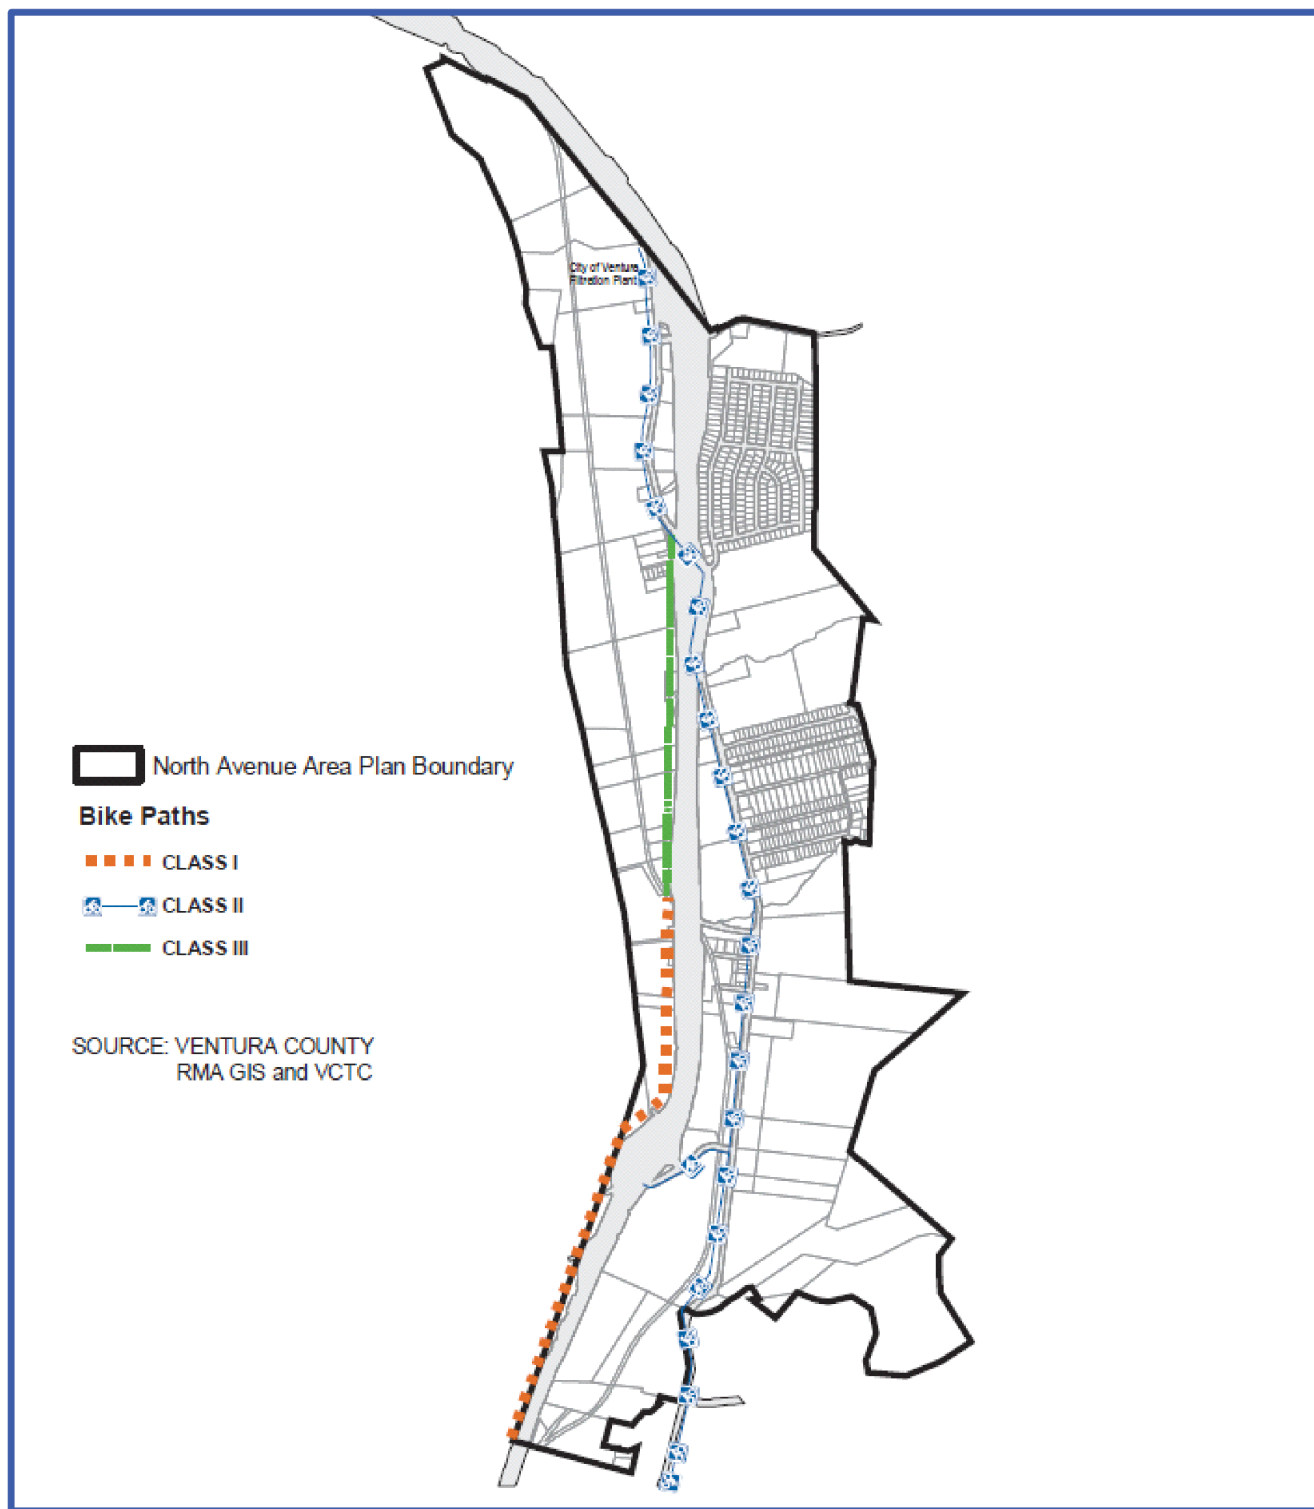 City of Ventura
Filtration Plant
North Avenue Area Plan Boundary
Bike Paths
CLASS I
CLASS II
CLASS III
SOURCE: VENTURA COUNTY
RMA GIS and VCTC